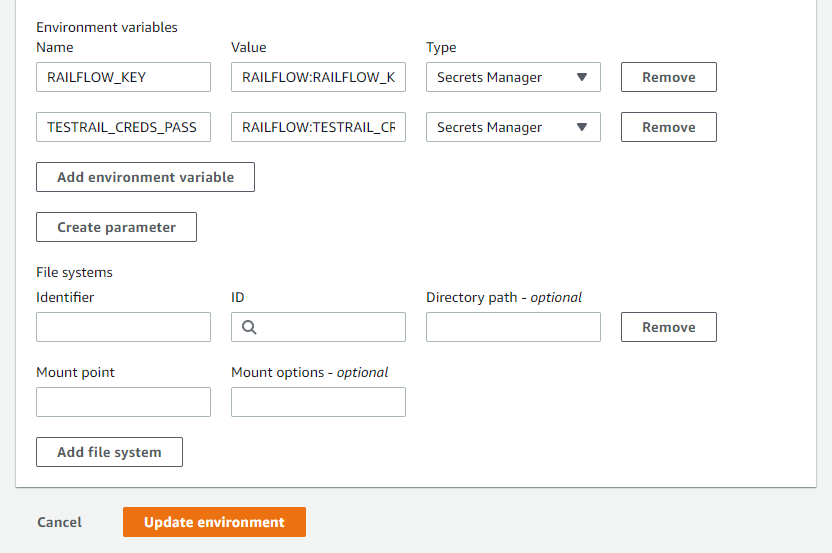 Environment variables
Name Value Type
RAILFLOW_KEY RAILFLOW:RAILFLOW_K Secrets Manager Remove
TESTRAIL_CREDS_PASS RAILFLOW:TESTRAIL_CR Secrets Manager Remove
Add environment variable
Create parameter
File systems
Identifier ID Directory path - optional
Remove
Mount point Mount options - optional
Add file system
Cancel Update environment